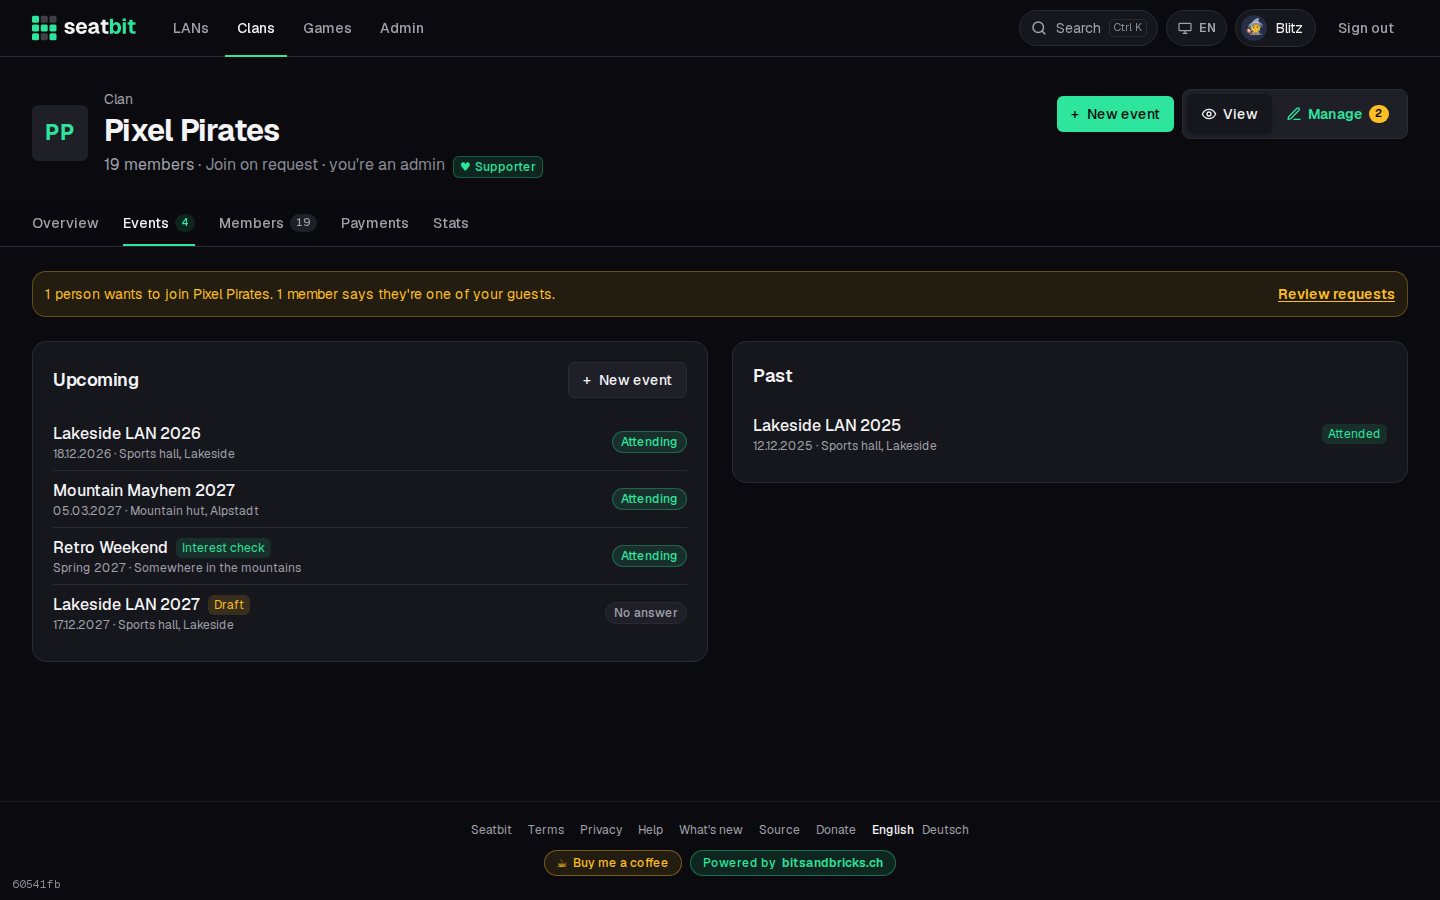 seatbit LANs Clans Games Admin Search Ctrl K EN Blitz Sign out
Clan
PP Pixel Pirates
19 members · Join on request · you're an admin ♥ Supporter
+ New event View Manage 2
Overview Events 4 Members 19 Payments Stats
1 person wants to join Pixel Pirates. 1 member says they're one of your guests. Review requests
Upcoming + New event
Lakeside LAN 2026 Attending
18.12.2026 · Sports hall, Lakeside
Mountain Mayhem 2027 Attending
05.03.2027 · Mountain hut, Alpstadt
Retro Weekend Interest check Attending
Spring 2027 · Somewhere in the mountains
Lakeside LAN 2027 Draft No answer
17.12.2027 · Sports hall, Lakeside
Past
Lakeside LAN 2025 Attended
12.12.2025 · Sports hall, Lakeside
Seatbit Terms Privacy Help What's new Source Donate English Deutsch
Buy me a coffee Powered by bitsandbricks.ch
60541fb